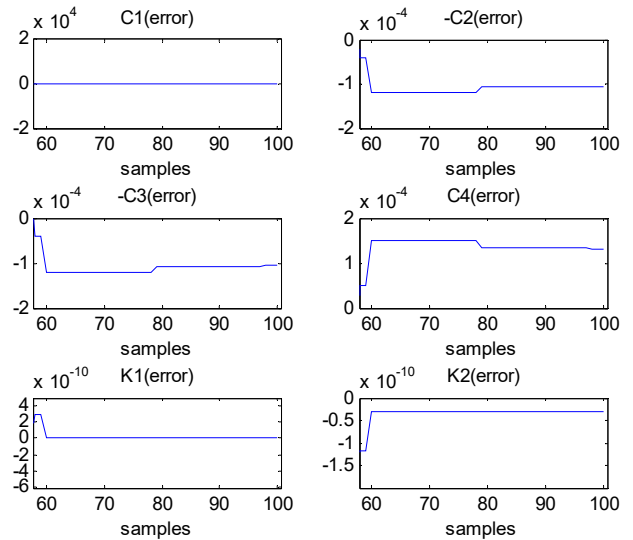 x 10^4 C1(error)
2
0
-2
60 70 80 90 100
samples
x 10^-4 -C2(error)
0
-1
-2
60 70 80 90 100
samples
x 10^-4 -C3(error)
0
-1
-2
60 70 80 90 100
samples
x 10^-4 C4(error)
2
1
0
60 70 80 90 100
samples
x 10^-10 K1(error)
4
2
0
-2
-4
-6
60 70 80 90 100
samples
x 10^-10 K2(error)
0
-0.5
-1
-1.5
60 70 80 90 100
samples